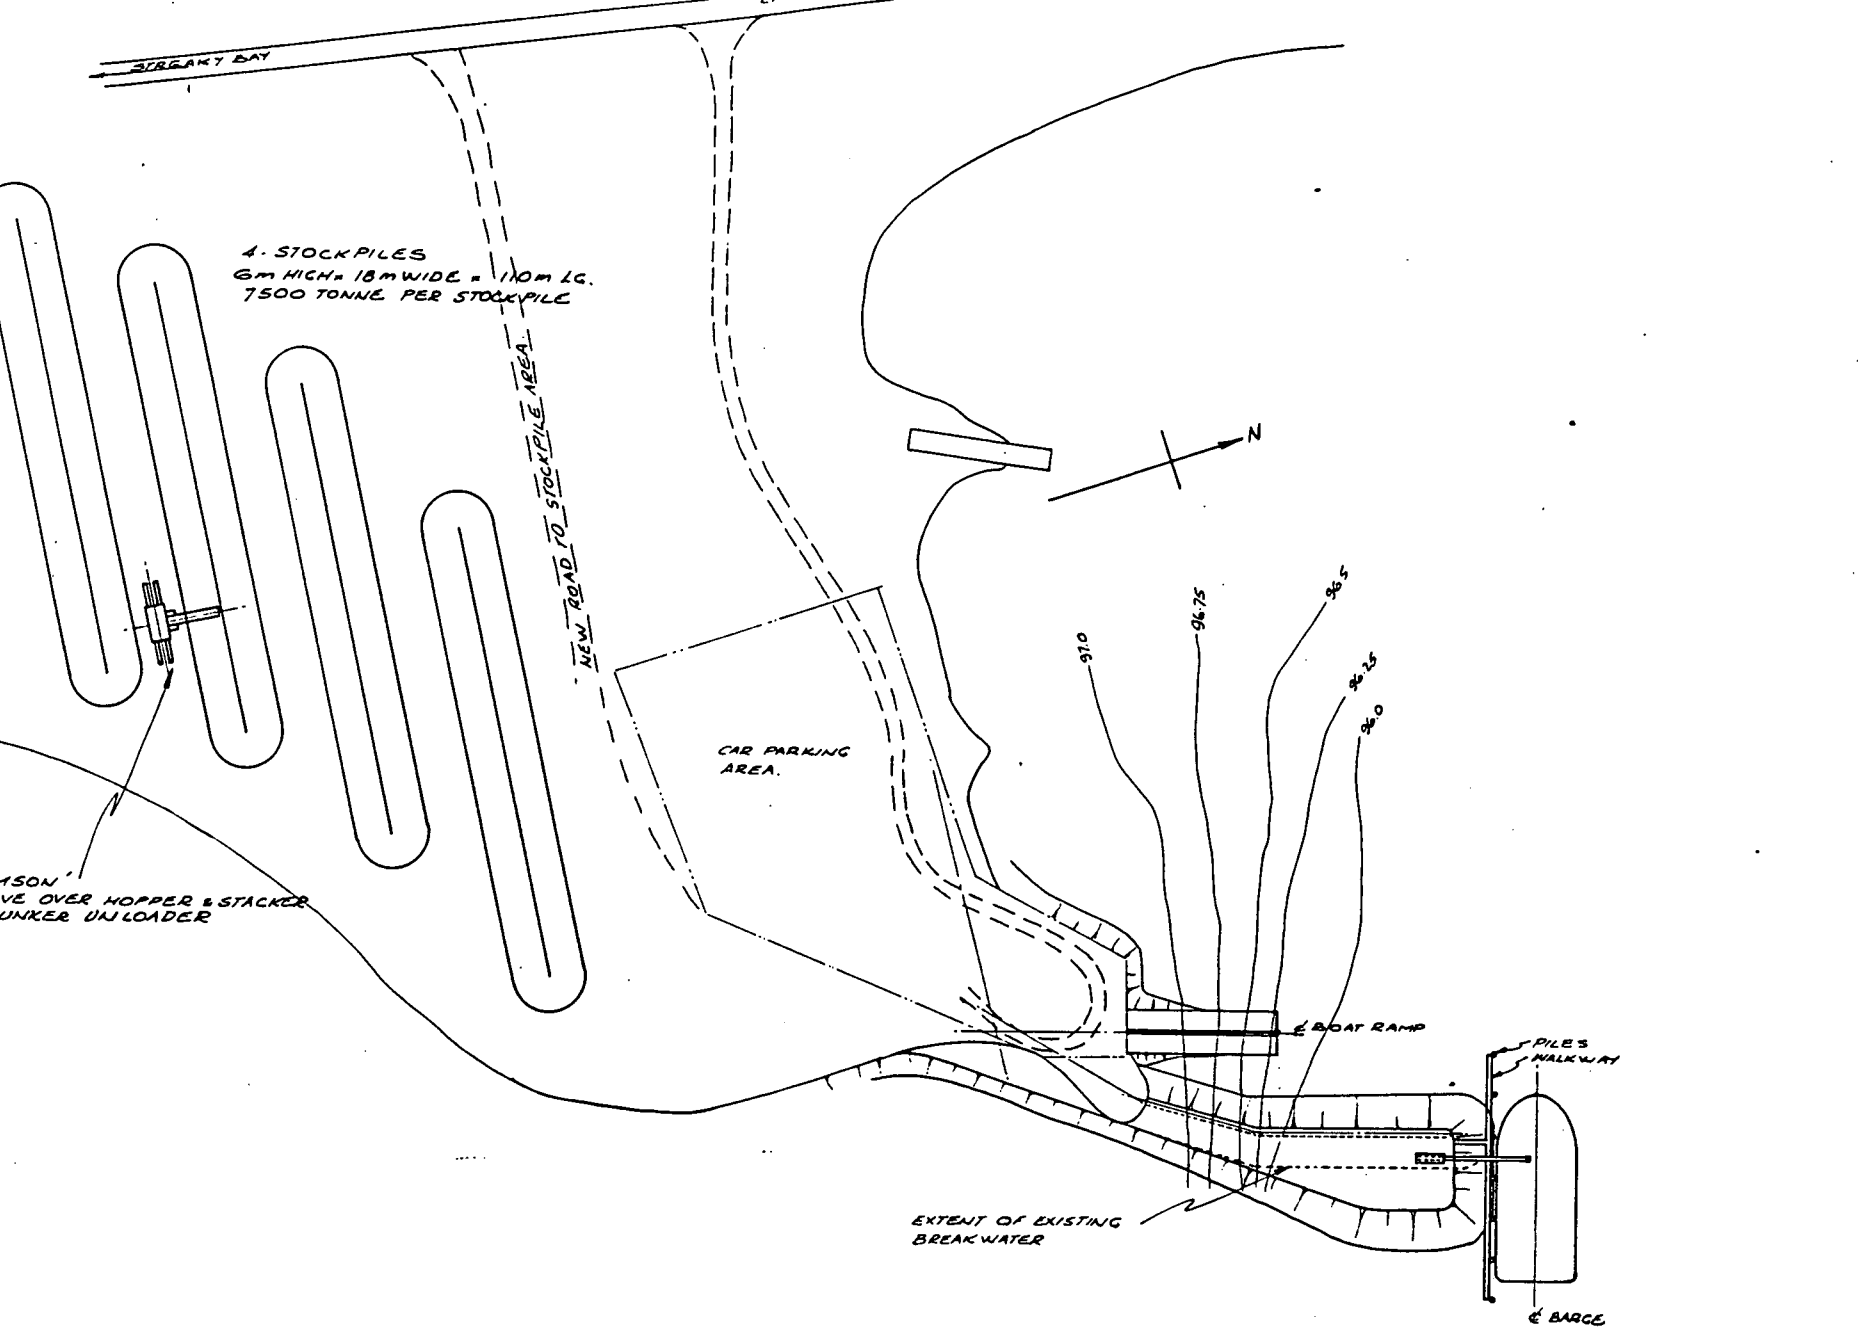 STREAKY BAY
4. STOCKPILES
6m HIGH × 18m WIDE × 110m LG.
7500 TONNE PER STOCKPILE
NEW ROAD TO STOCKPILE AREA
N
97.0
96.75
96.5
96.25
96.0
CAR PARKING
AREA.
VE OVER HOPPER & STACKER
UNKER UNLOADER
℄ BOAT RAMP
PILES
WALKWAY
EXTENT OF EXISTING
BREAKWATER
℄ BARGE